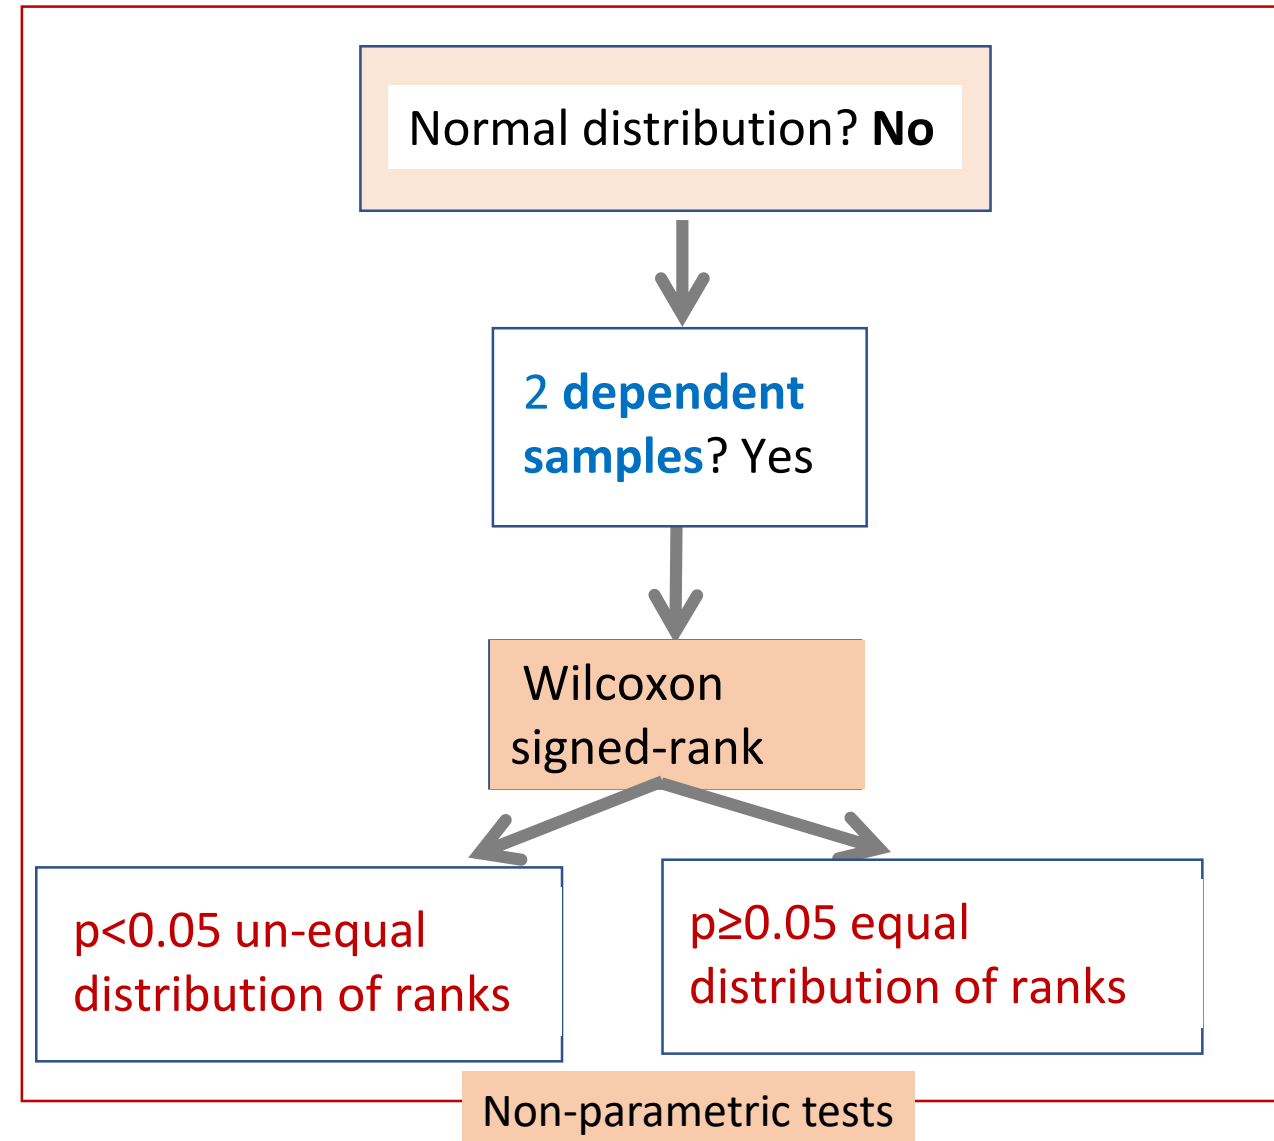 Normal distribution? No
2 dependent
samples? Yes
Wilcoxon
signed-rank
p<0.05 un-equal
distribution of ranks
p≥0.05 equal
distribution of ranks
Non-parametric tests